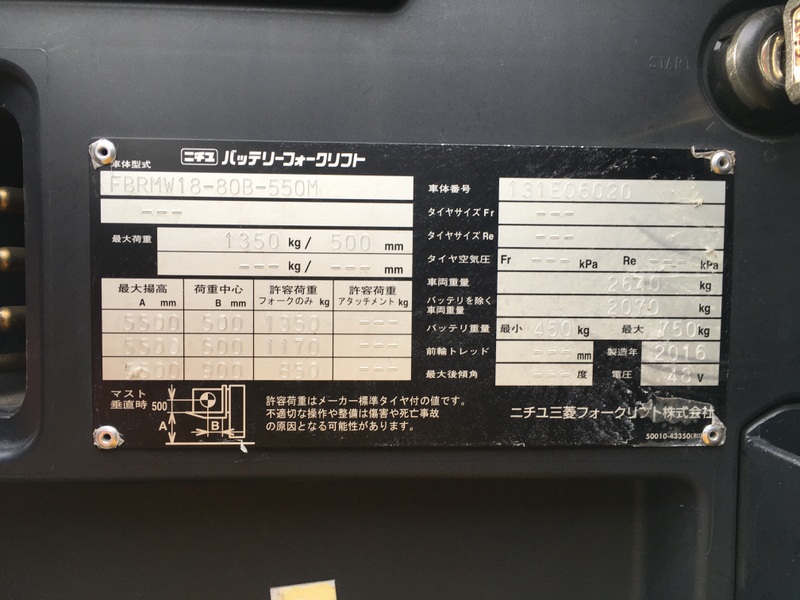 START
ニチユ バッテリーフォークリフト
車体型式
FBRMW18-80B-550M
---
最大荷重 1350 kg/ 500 mm
--- kg/ --- mm
最大揚高 A mm 荷重中心 B mm 許容荷重 フォークのみ kg 許容荷重 アタッチメント kg
5500 500 1350 ---
5500 600 1170 ---
5500 900 850 ---
マスト
垂直時 500
A
B
許容荷重はメーカー標準タイヤ付の値です。
不適切な操作や整備は傷害や死亡事故
の原因となる可能性があります。
車体番号 131E06020
タイヤサイズ Fr ---
タイヤサイズ Re ---
タイヤ空気圧 Fr --- kPa Re --- kPa
車両重量 2640 kg
バッテリを除く
車両重量 2070 kg
バッテリ重量 最小 450 kg 最大 750 kg
前輪トレッド --- mm 製造年 2016
最大後傾角 --- 度 電圧 48 V
ニチユ三菱フォークリフト株式会社
50010-43350